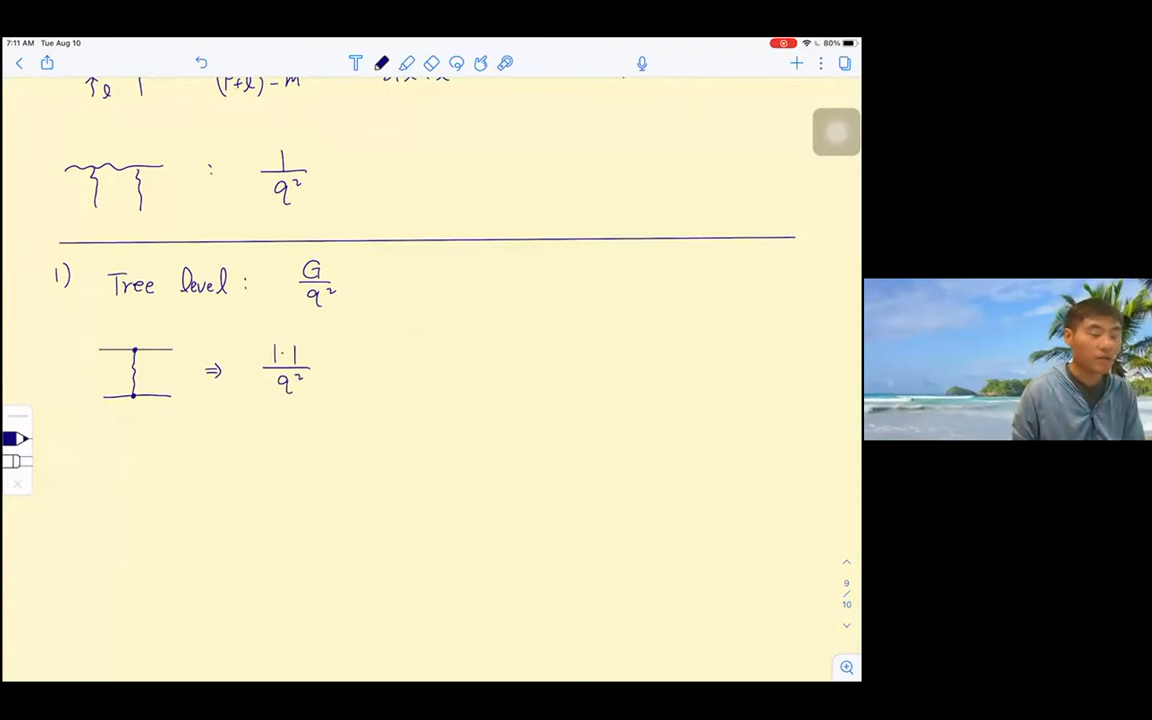 7:11 AM Tue Aug 10 80%
T
↑ℓ (P+ℓ) - m
: 1/q²
1) Tree level: G/q²
⇒ 1·1/q²
9
/
10